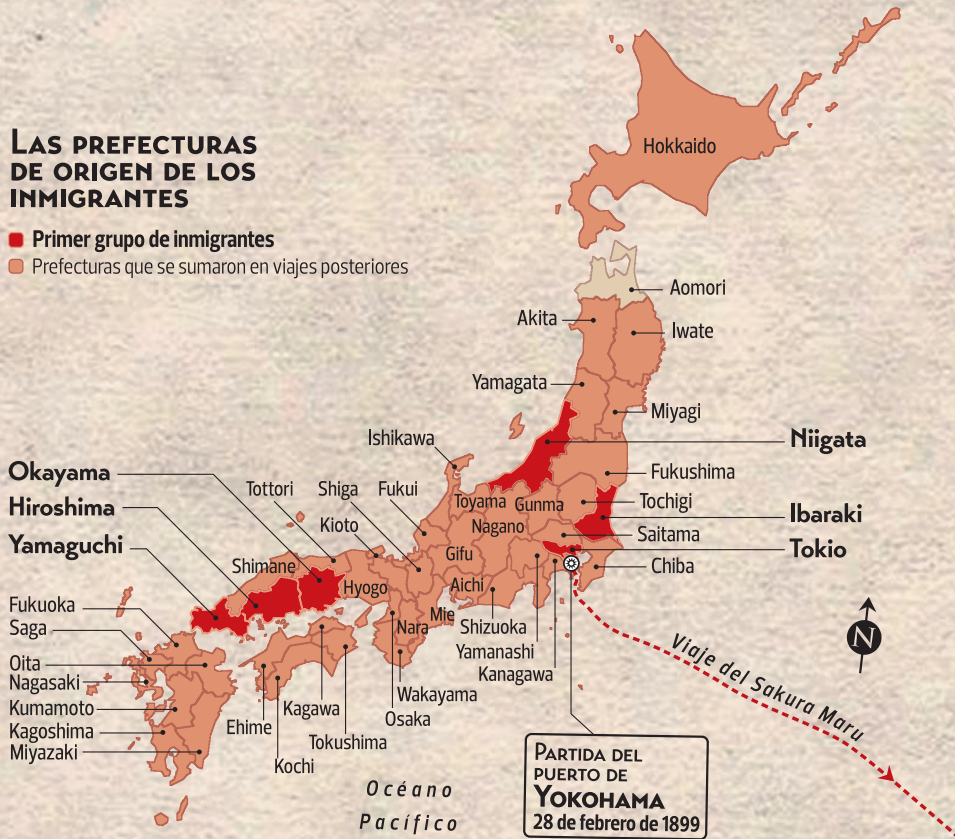 LAS PREFECTURAS
DE ORIGEN DE LOS
INMIGRANTES
Primer grupo de inmigrantes
Prefecturas que se sumaron en viajes posteriores
Hokkaido
Aomori
Akita
Iwate
Yamagata
Miyagi
Niigata
Ishikawa
Fukushima
Okayama
Tottori
Shiga
Fukui
Toyama
Gunma
Tochigi
Hiroshima
Kioto
Nagano
Saitama
Ibaraki
Yamaguchi
Shimane
Gifu
Tokio
Hyogo
Aichi
Chiba
Fukuoka
Mie
Saga
Nara
Shizuoka
Oita
Yamanashi
Nagasaki
Kanagawa
Kumamoto
Wakayama
Kagoshima
Ehime
Kagawa
Osaka
Miyazaki
Tokushima
Kochi
N
Viaje del Sakura Maru
Océano
Pacífico
PARTIDA DEL
PUERTO DE
YOKOHAMA
28 de febrero de 1899